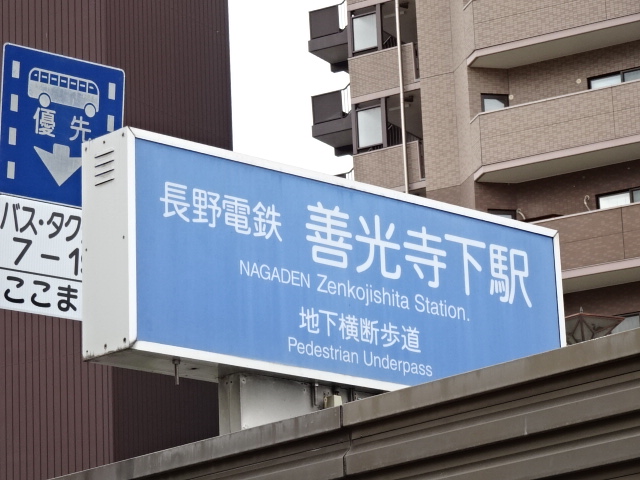 優先
バス・タク
7-1
ここま
長野電鉄 善光寺下駅
NAGADEN Zenkojishita Station.
地下横断歩道
Pedestrian Underpass